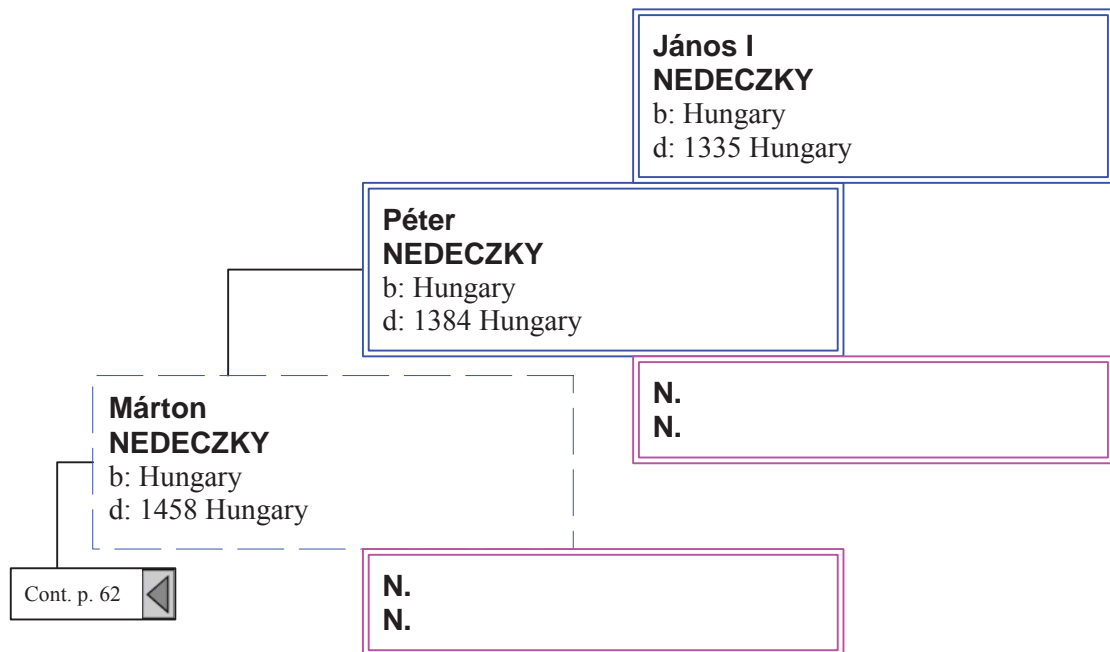 János I
NEDECZKY
b: Hungary
d: 1335 Hungary
Péter
NEDECZKY
b: Hungary
d: 1384 Hungary
N.
N.
Márton
NEDECZKY
b: Hungary
d: 1458 Hungary
Cont. p. 62
N.
N.